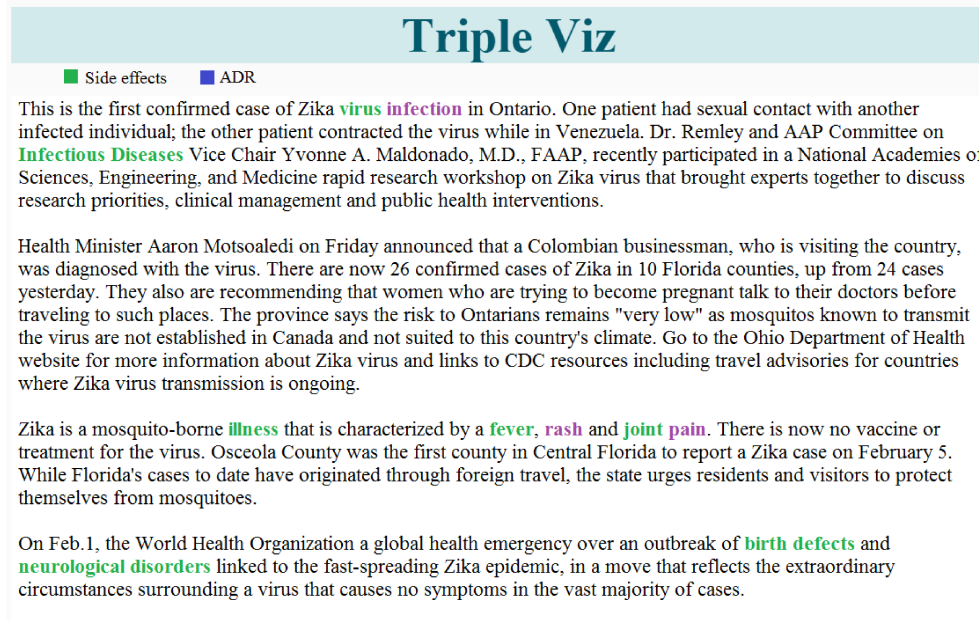 Triple Viz
Side effects ADR
This is the first confirmed case of Zika virus infection in Ontario. One patient had sexual contact with another
infected individual; the other patient contracted the virus while in Venezuela. Dr. Remley and AAP Committee on
Infectious Diseases Vice Chair Yvonne A. Maldonado, M.D., FAAP, recently participated in a National Academies of
Sciences, Engineering, and Medicine rapid research workshop on Zika virus that brought experts together to discuss
research priorities, clinical management and public health interventions.
Health Minister Aaron Motsoaledi on Friday announced that a Colombian businessman, who is visiting the country,
was diagnosed with the virus. There are now 26 confirmed cases of Zika in 10 Florida counties, up from 24 cases
yesterday. They also are recommending that women who are trying to become pregnant talk to their doctors before
traveling to such places. The province says the risk to Ontarians remains "very low" as mosquitos known to transmit
the virus are not established in Canada and not suited to this country's climate. Go to the Ohio Department of Health
website for more information about Zika virus and links to CDC resources including travel advisories for countries
where Zika virus transmission is ongoing.
Zika is a mosquito-borne illness that is characterized by a fever, rash and joint pain. There is now no vaccine or
treatment for the virus. Osceola County was the first county in Central Florida to report a Zika case on February 5.
While Florida's cases to date have originated through foreign travel, the state urges residents and visitors to protect
themselves from mosquitoes.
On Feb.1, the World Health Organization a global health emergency over an outbreak of birth defects and
neurological disorders linked to the fast-spreading Zika epidemic, in a move that reflects the extraordinary
circumstances surrounding a virus that causes no symptoms in the vast majority of cases.